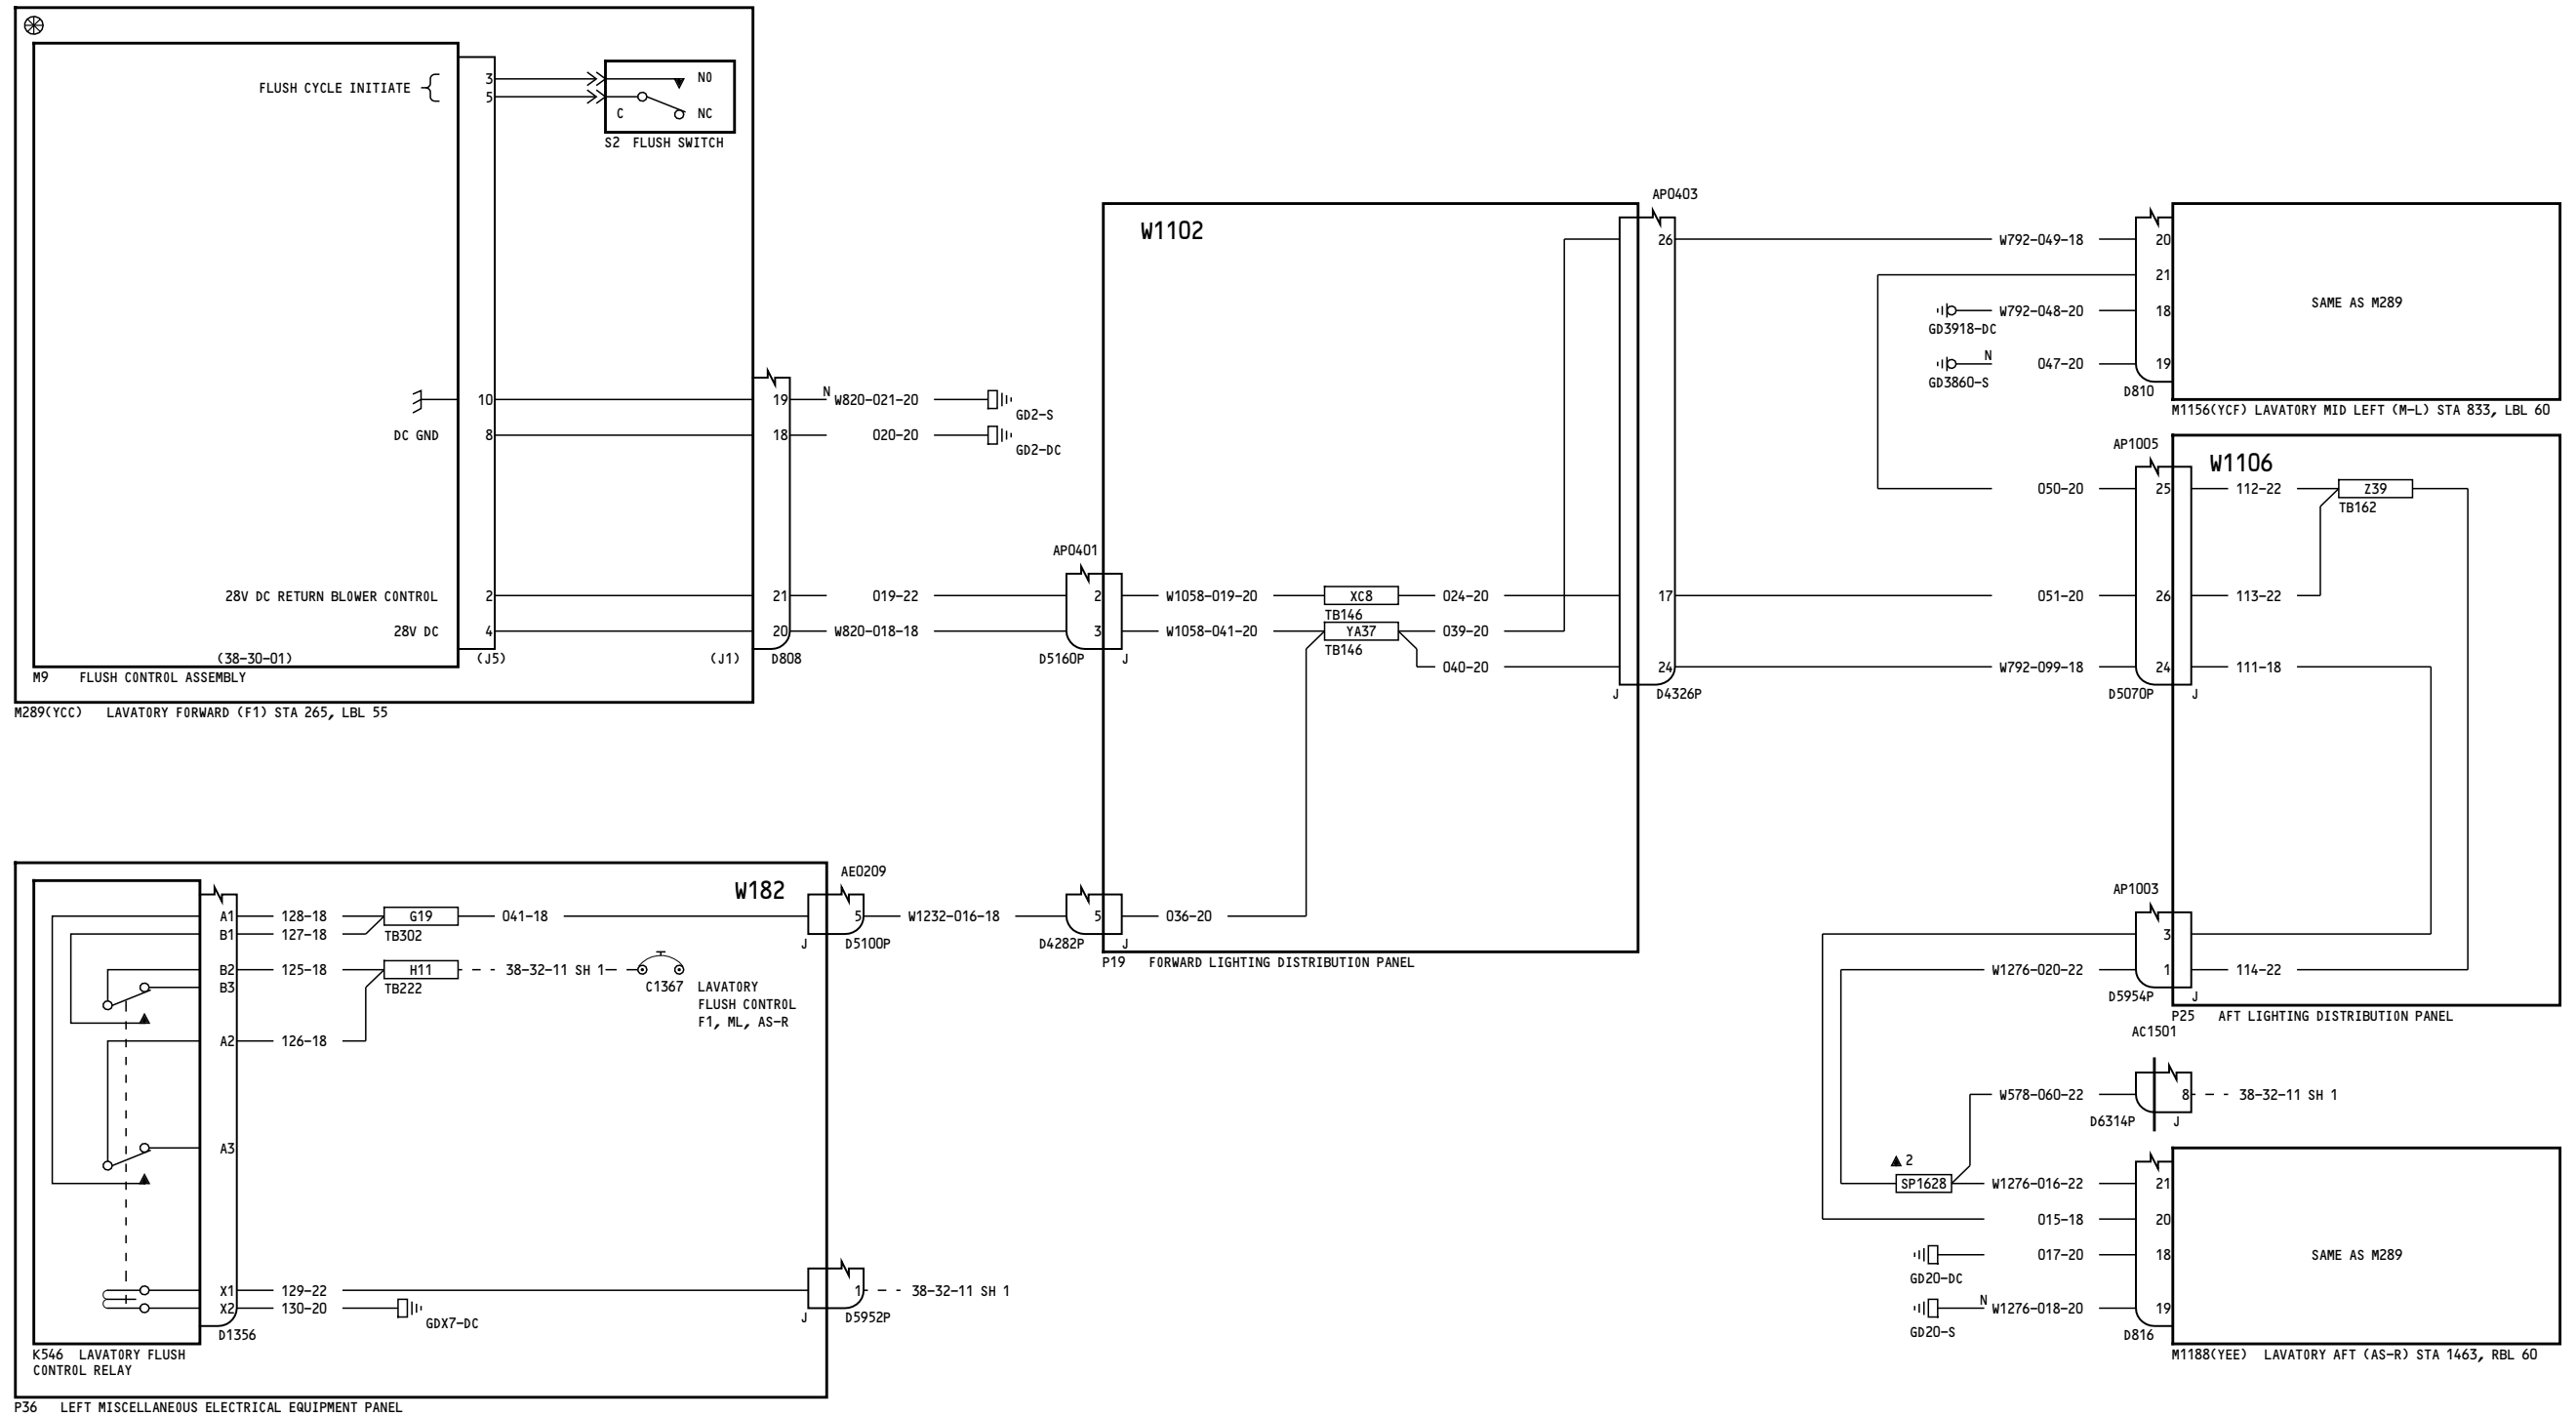 FLUSH CYCLE INITIATE
3
5
NO
C
NC
S2 FLUSH SWITCH
10
DC GND
8
28V DC RETURN BLOWER CONTROL
2
28V DC
4
(38-30-01)
(J5)
(J1)
M9 FLUSH CONTROL ASSEMBLY
M289(YCC) LAVATORY FORWARD (F1) STA 265, LBL 55
19
N
W820-021-20
GD2-S
18
020-20
GD2-DC
21
019-22
20
W820-018-18
D808
AP0401
2
3
D5160P
J
W1102
W1058-019-20
XC8
TB146
024-20
W1058-041-20
YA37
TB146
039-20
040-20
AP0403
26
17
24
J
D4326P
5
D4282P
J
036-20
P19 FORWARD LIGHTING DISTRIBUTION PANEL
W792-049-18
20
21
GD3918-DC
W792-048-20
18
GD3860-S
N
047-20
19
D810
SAME AS M289
M1156(YCF) LAVATORY MID LEFT (M-L) STA 833, LBL 60
AP1005
W1106
050-20
25
112-22
Z39
TB162
051-20
26
113-22
W792-099-18
24
111-18
D5070P
J
AP1003
3
W1276-020-22
1
114-22
D5954P
J
P25 AFT LIGHTING DISTRIBUTION PANEL
AC1501
W578-060-22
8
38-32-11 SH 1
D6314P
J
▲ 2
SP1628
W1276-016-22
21
015-18
20
GD20-DC
017-20
18
GD20-S
N
W1276-018-20
19
D816
SAME AS M289
M1188(YEE) LAVATORY AFT (AS-R) STA 1463, RBL 60
W182
AE0209
A1
128-18
G19
TB302
041-18
5
J
D5100P
W1232-016-18
B1
127-18
B2
125-18
H11
TB222
38-32-11 SH 1
C1367
LAVATORY
FLUSH CONTROL
F1, ML, AS-R
B3
A2
126-18
A3
X1
129-22
1
38-32-11 SH 1
J
D5952P
X2
130-20
GDX7-DC
D1356
K546 LAVATORY FLUSH
CONTROL RELAY
P36 LEFT MISCELLANEOUS ELECTRICAL EQUIPMENT PANEL